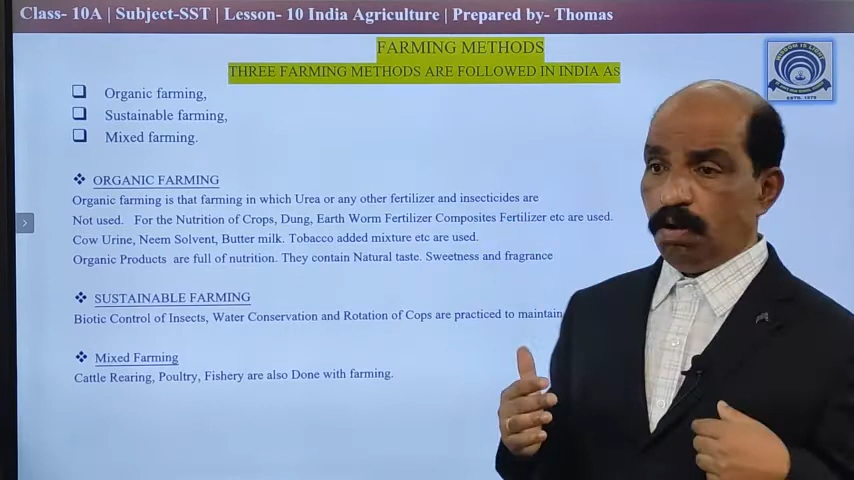 Class- 10A | Subject-SST | Lesson- 10 India Agriculture | Prepared by- Thomas
FARMING METHODS
THREE FARMING METHODS ARE FOLLOWED IN INDIA AS
Organic farming,
Sustainable farming,
Mixed farming.
ORGANIC FARMING
Organic farming is that farming in which Urea or any other fertilizer and insecticides are
Not used. For the Nutrition of Crops, Dung, Earth Worm Fertilizer Composites Fertilizer etc are used.
Cow Urine, Neem Solvent, Butter milk. Tobacco added mixture etc are used.
Organic Products are full of nutrition. They contain Natural taste. Sweetness and fragrance
SUSTAINABLE FARMING
Biotic Control of Insects, Water Conservation and Rotation of Cops are practiced to maintain
Mixed Farming
Cattle Rearing, Poultry, Fishery are also Done with farming.
WISDOM IS LIGHT
ESTD. 1972